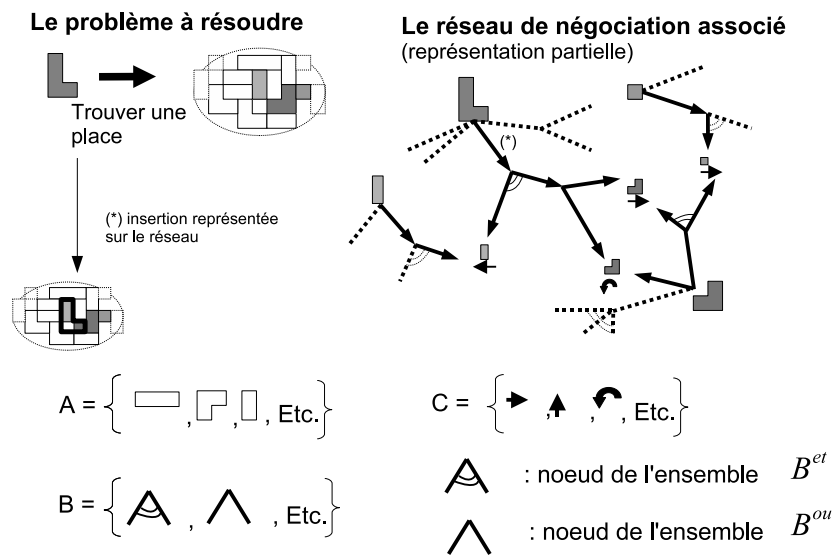 Le problème à résoudre
Trouver une
place
(*) insertion représentée
sur le réseau
Le réseau de négociation associé
(représentation partielle)
(*)
A = { , , , Etc. }
B = { , , Etc. }
C = { , , , Etc. }
: noeud de l'ensemble B^et
: noeud de l'ensemble B^ou